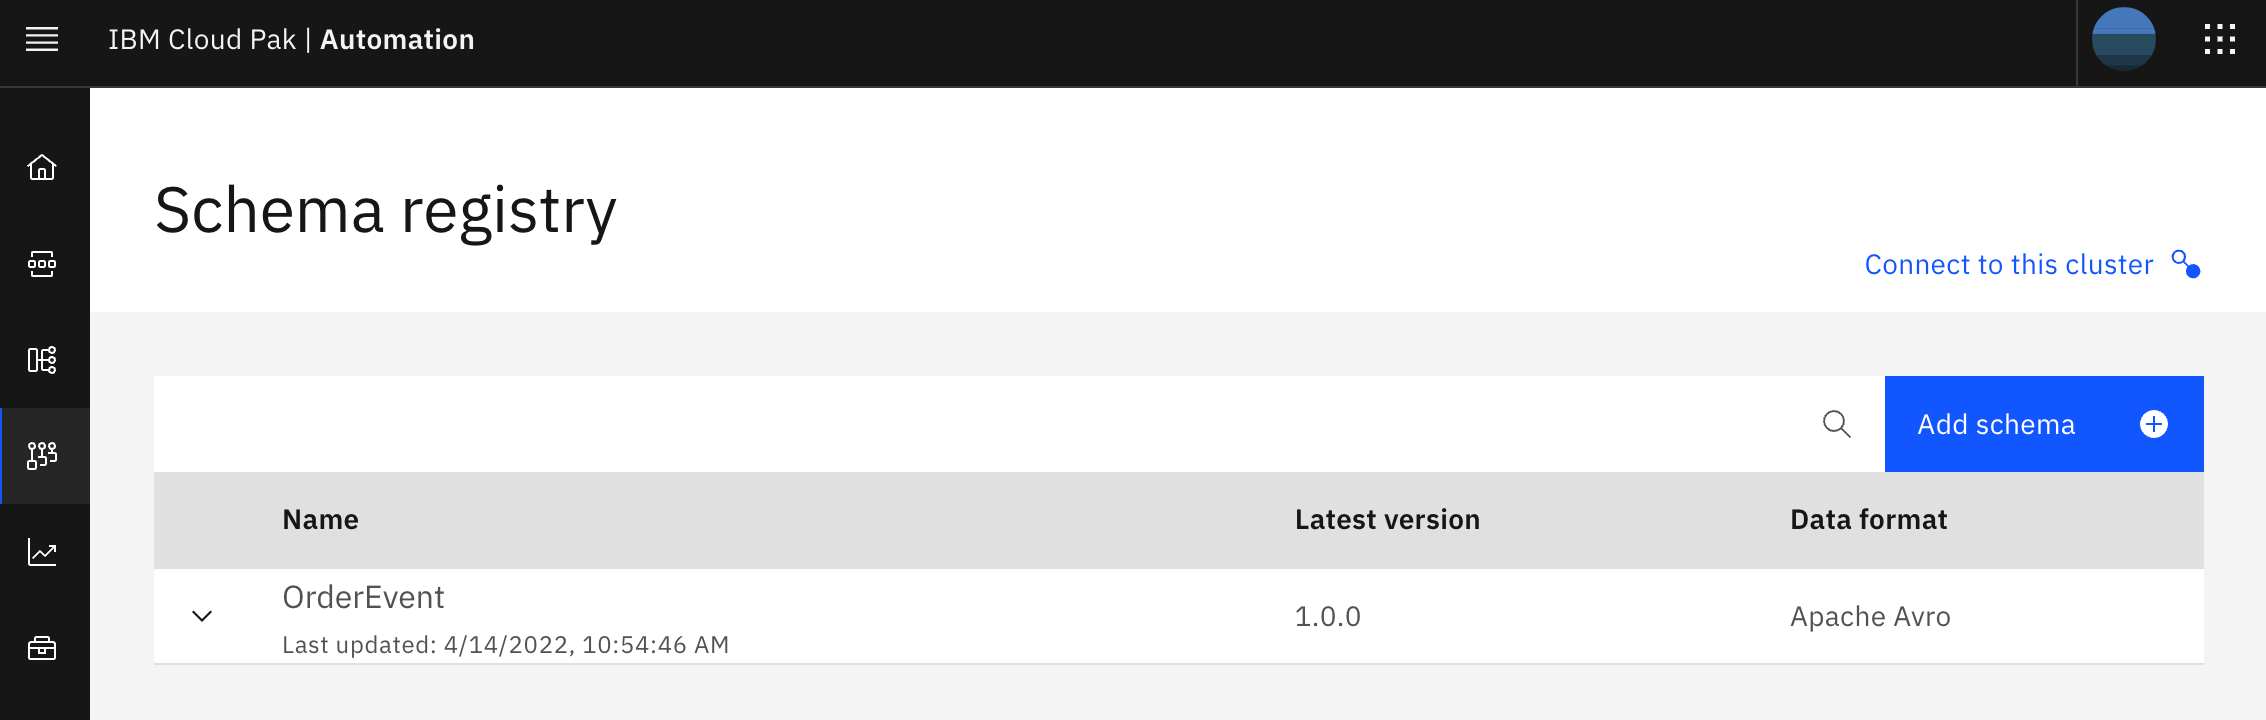 IBM Cloud Pak | Automation
Schema registry
Connect to this cluster
Add schema
Name Latest version Data format
OrderEvent
1.0.0 Apache Avro
Last updated: 4/14/2022, 10:54:46 AM